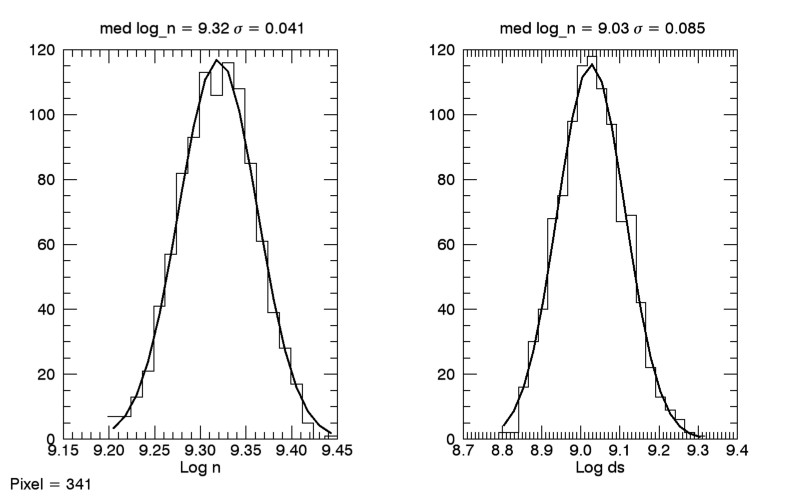 med log_n = 9.32 σ = 0.041
med log_n = 9.03 σ = 0.085
120
100
80
60
40
20
0
9.15 9.20 9.25 9.30 9.35 9.40 9.45
Log n
120
100
80
60
40
20
0
8.7 8.8 8.9 9.0 9.1 9.2 9.3 9.4
Log ds
Pixel = 341